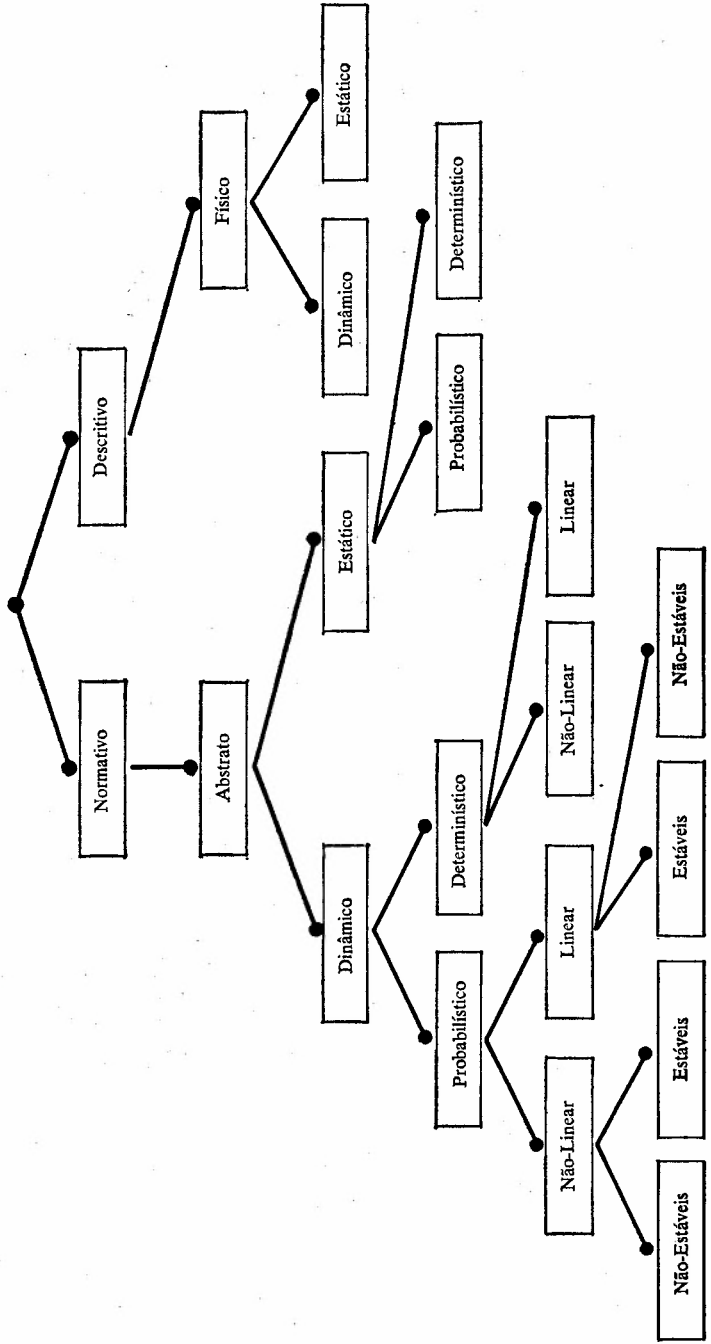 Normativo
Descritivo
Abstrato
Físico
Dinâmico
Estático
Dinâmico
Estático
Probabilístico
Determinístico
Probabilístico
Determinístico
Não-Linear
Linear
Não-Linear
Linear
Não-Estáveis
Estáveis
Estáveis
Não-Estáveis